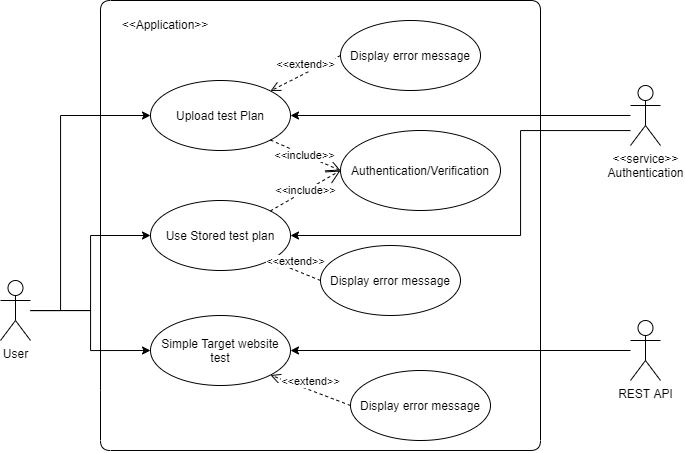 <<Application>>
Display error message
<<extend>>
Upload test Plan
<<include>>
Authentication/Verification
<<service>>
Authentication
<<include>>
Use Stored test plan
<<extend>>
Display error message
User
Simple Target website
test
<<extend>>
REST API
Display error message